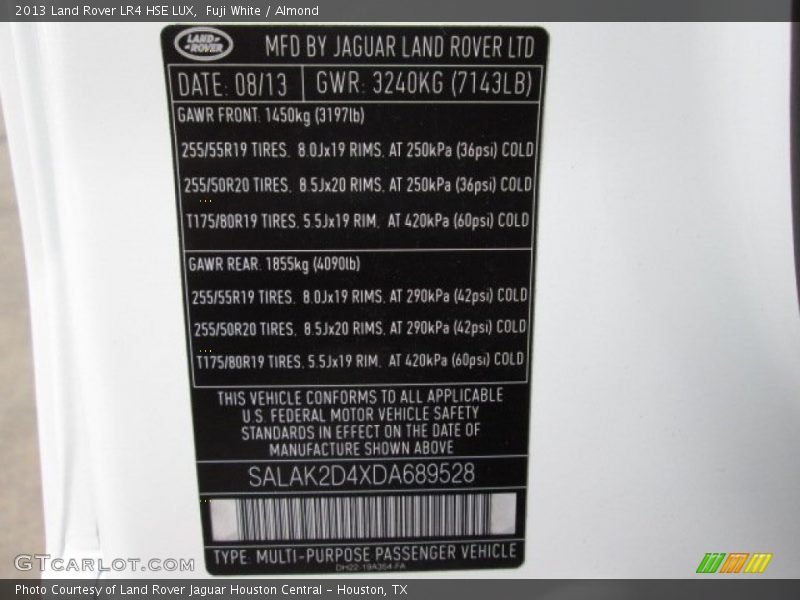 2013 Land Rover LR4 HSE LUX,  Fuji White / Almond
LAND-
-ROVER
MFD BY JAGUAR LAND ROVER LTD
DATE: 08/13
GWR: 3240KG (7143LB)
GAWR FRONT: 1450kg (3197lb)
255/55R19 TIRES, 8.0Jx19 RIMS, AT 250kPa (36psi) COLD
255/50R20 TIRES, 8.5Jx20 RIMS, AT 250kPa (36psi) COLD
T175/80R19 TIRES, 5.5Jx19 RIM, AT 420kPa (60psi) COLD
GAWR REAR: 1855kg (4090lb)
255/55R19 TIRES, 8.0Jx19 RIMS, AT 290kPa (42psi) COLD
255/50R20 TIRES, 8.5Jx20 RIMS, AT 290kPa (42psi) COLD
T175/80R19 TIRES, 5.5Jx19 RIM, AT 420kPa (60psi) COLD
THIS VEHICLE CONFORMS TO ALL APPLICABLE
U.S. FEDERAL MOTOR VEHICLE SAFETY
STANDARDS IN EFFECT ON THE DATE OF
MANUFACTURE SHOWN ABOVE
SALAK2D4XDA689528
TYPE: MULTI-PURPOSE PASSENGER VEHICLE
DH22-19A364-FA
GTCARLOT.COM
Photo Courtesy of Land Rover Jaguar Houston Central - Houston, TX